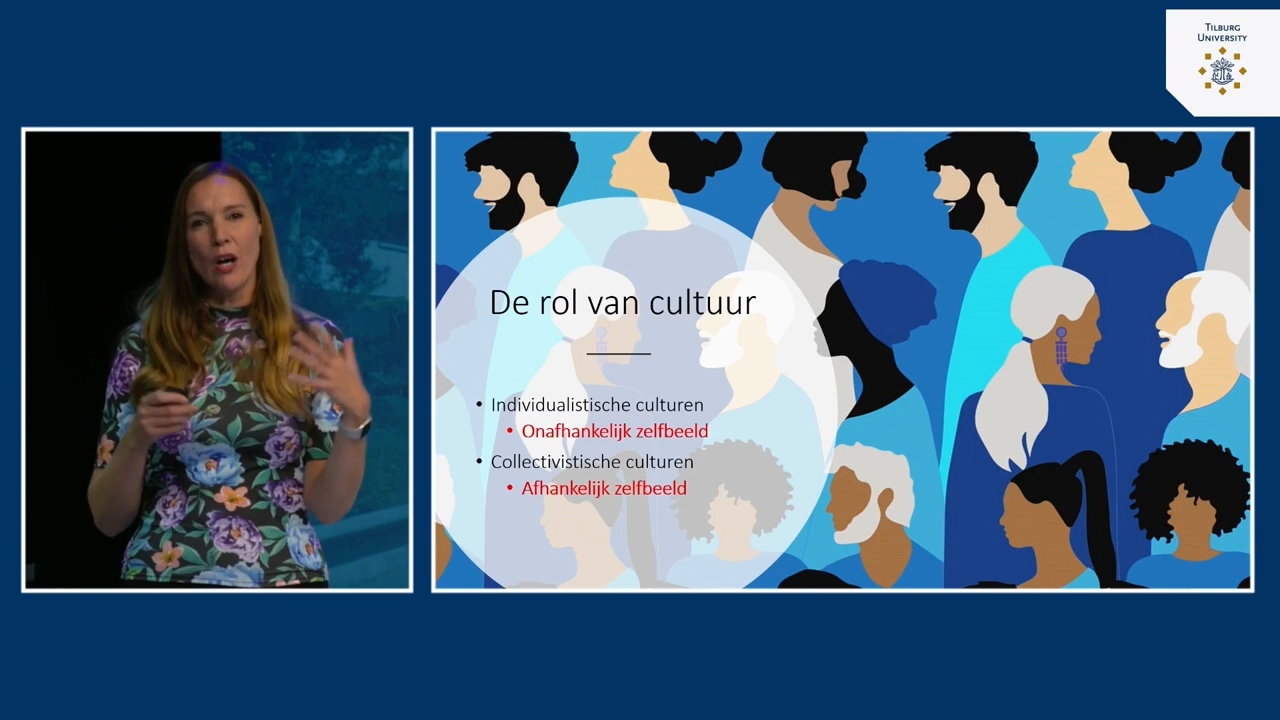 TILBURG
UNIVERSITY
De rol van cultuur
• Individualistische culturen
• Onafhankelijk zelfbeeld
• Collectivistische culturen
• Afhankelijk zelfbeeld